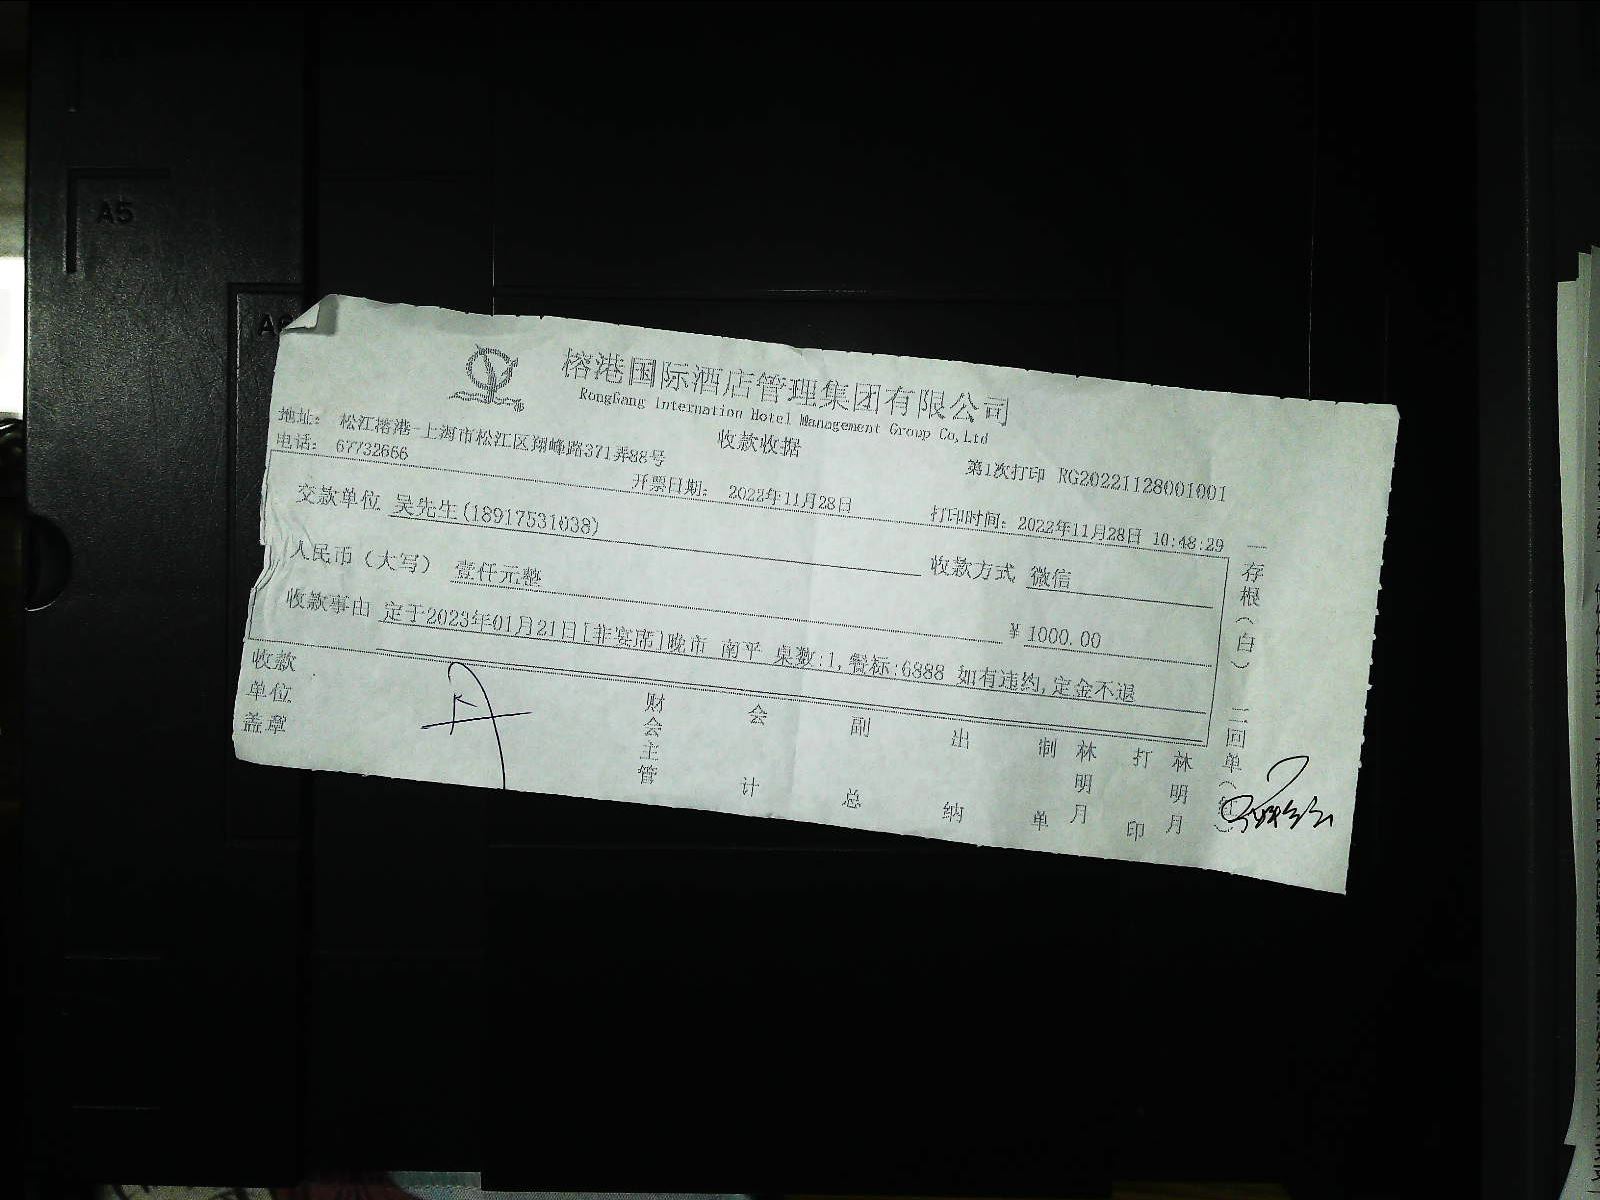 A5
榕港国际酒店管理集团有限公司
RongGang Internation Hotel Management Group Co,Ltd
收款收据
地址: 松江榕港-上海市松江区翔峰路371弄88号
电话: 67732666
第1次打印 RG20221128001001
开票日期: 2022年11月28日
打印时间: 2022年11月28日 10:48:29
交款单位 吴先生(18917531038)
收款方式 微信
人民币(大写) 壹仟元整
¥ 1000.00
收款事由 定于2023年01月21日[非宴席]晚市 南平 桌数:1,餐标:6888 如有违约,定金不退
收款单位盖章
财会主管
会计
副总
出纳
制单
林明月
打印
林明月
一存根(白)
二回单(红)